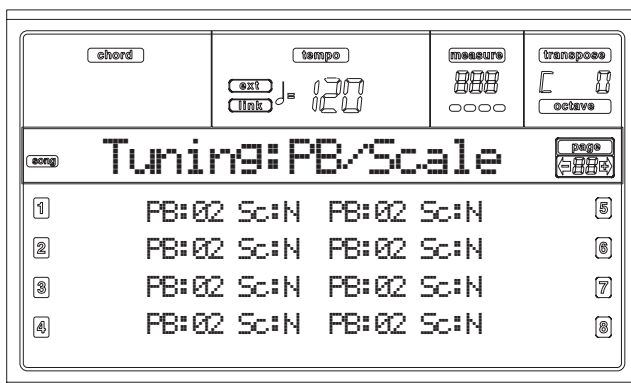 chord tempo measure transpose
ext link = 120 888 C 0 octave
song Tuning:PB/Scale page
- 88 +
1 PB:02 Sc:N PB:02 Sc:N 5
2 PB:02 Sc:N PB:02 Sc:N 6
3 PB:02 Sc:N PB:02 Sc:N 7
4 PB:02 Sc:N PB:02 Sc:N 8